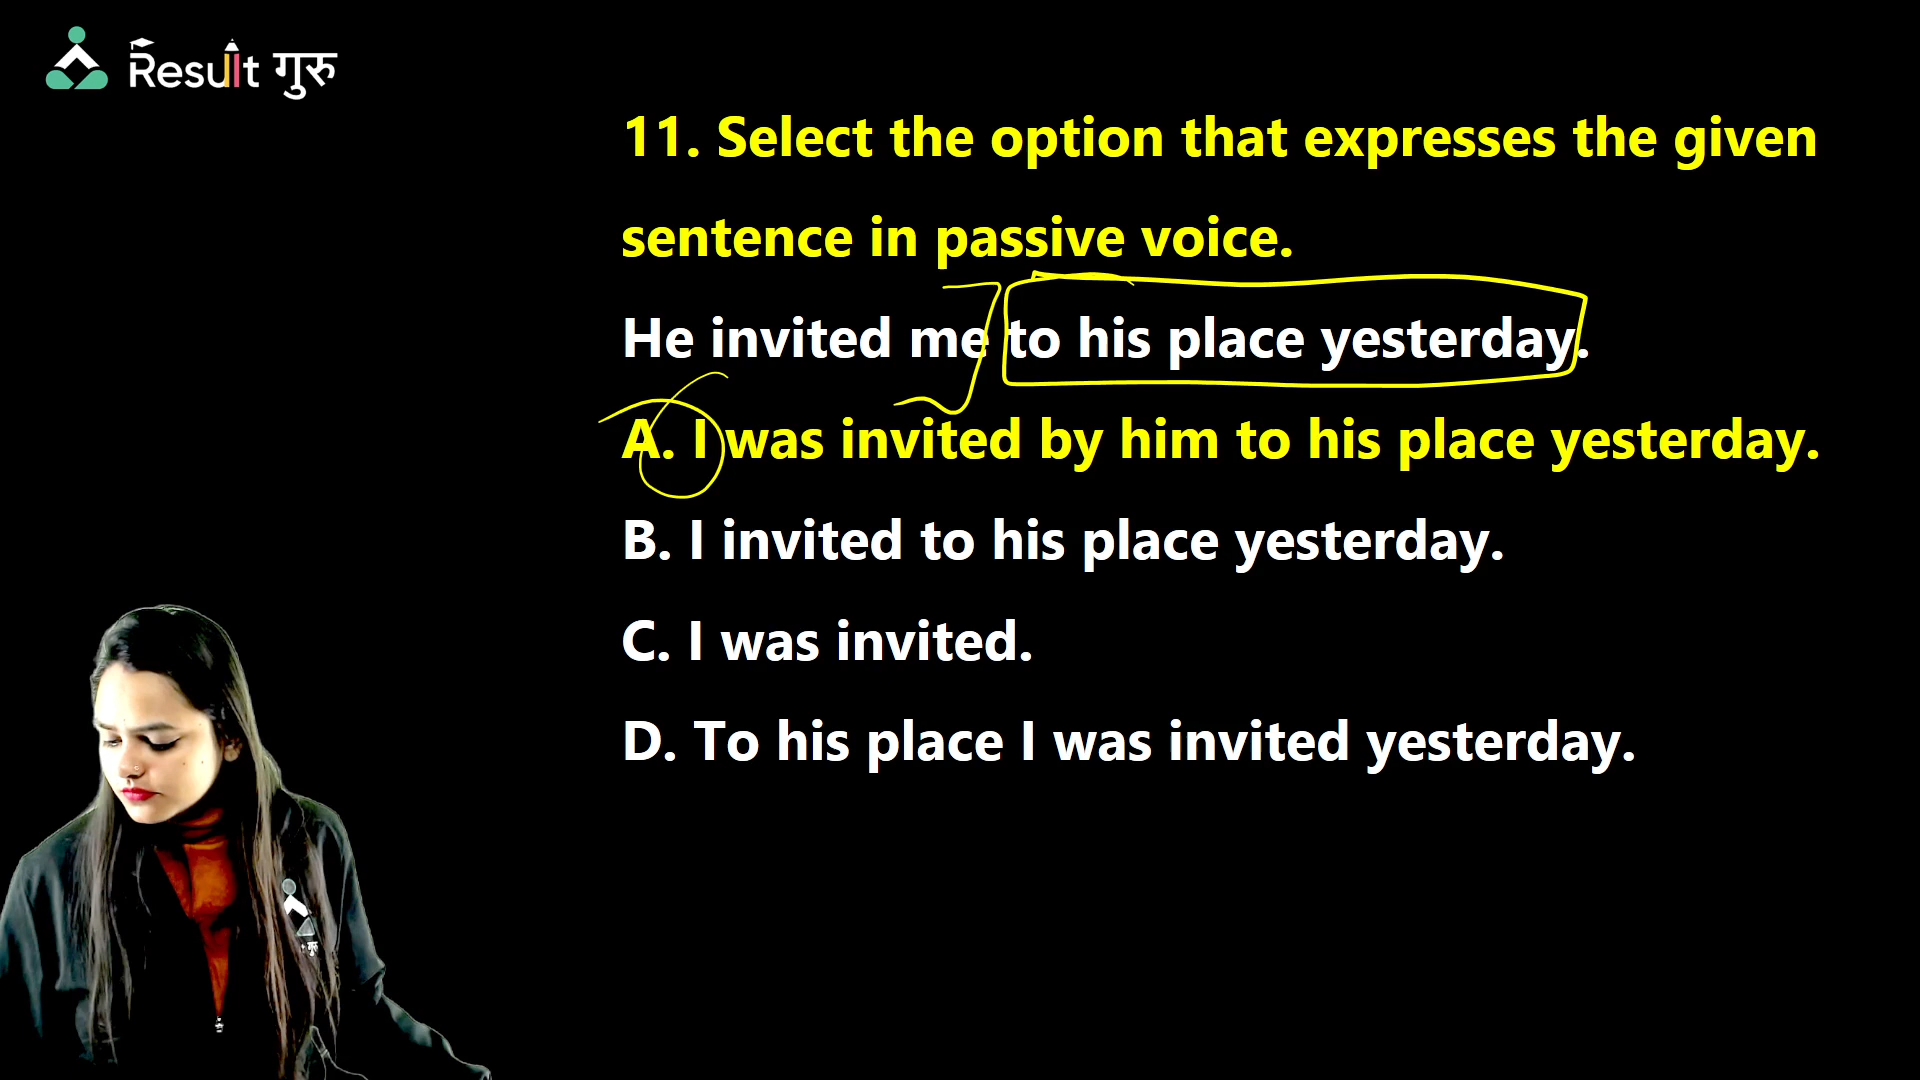 Result गुरु
11. Select the option that expresses the given
sentence in passive voice.
He invited me to his place yesterday.
A. I was invited by him to his place yesterday.
B. I invited to his place yesterday.
C. I was invited.
D. To his place I was invited yesterday.